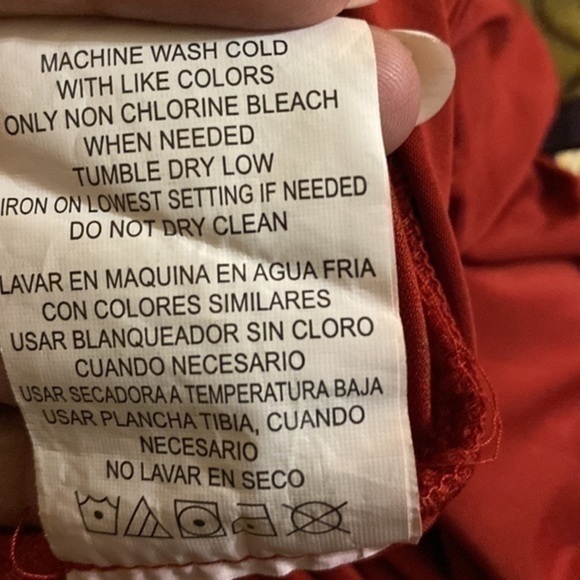 MACHINE WASH COLD
WITH LIKE COLORS
ONLY NON CHLORINE BLEACH
WHEN NEEDED
TUMBLE DRY LOW
IRON ON LOWEST SETTING IF NEEDED
DO NOT DRY CLEAN
LAVAR EN MAQUINA EN AGUA FRIA
CON COLORES SIMILARES
USAR BLANQUEADOR SIN CLORO
CUANDO NECESARIO
USAR SECADORA A TEMPERATURA BAJA
USAR PLANCHA TIBIA, CUANDO
NECESARIO
NO LAVAR EN SECO